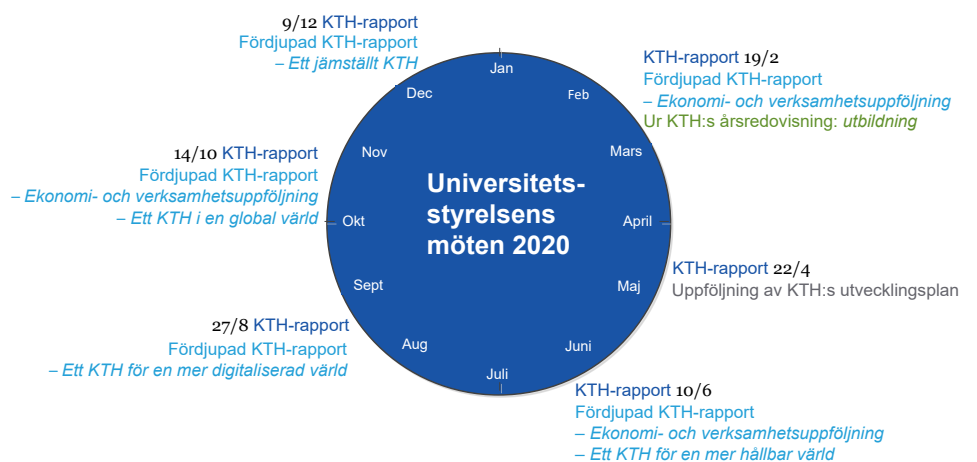 9/12 KTH-rapport
Fördjupad KTH-rapport
– Ett jämställt KTH
KTH-rapport 19/2
Fördjupad KTH-rapport
– Ekonomi- och verksamhetsuppföljning
Ur KTH:s årsredovisning: utbildning
14/10 KTH-rapport
Fördjupad KTH-rapport
– Ekonomi- och verksamhetsuppföljning
– Ett KTH i en global värld
Jan
Feb
Mars
April
Maj
Juni
Juli
Aug
Sept
Okt
Nov
Dec
Universitets-
styrelsens
möten 2020
KTH-rapport 22/4
Uppföljning av KTH:s utvecklingsplan
27/8 KTH-rapport
Fördjupad KTH-rapport
– Ett KTH för en mer digitaliserad värld
KTH-rapport 10/6
Fördjupad KTH-rapport
– Ekonomi- och verksamhetsuppföljning
– Ett KTH för en mer hållbar värld